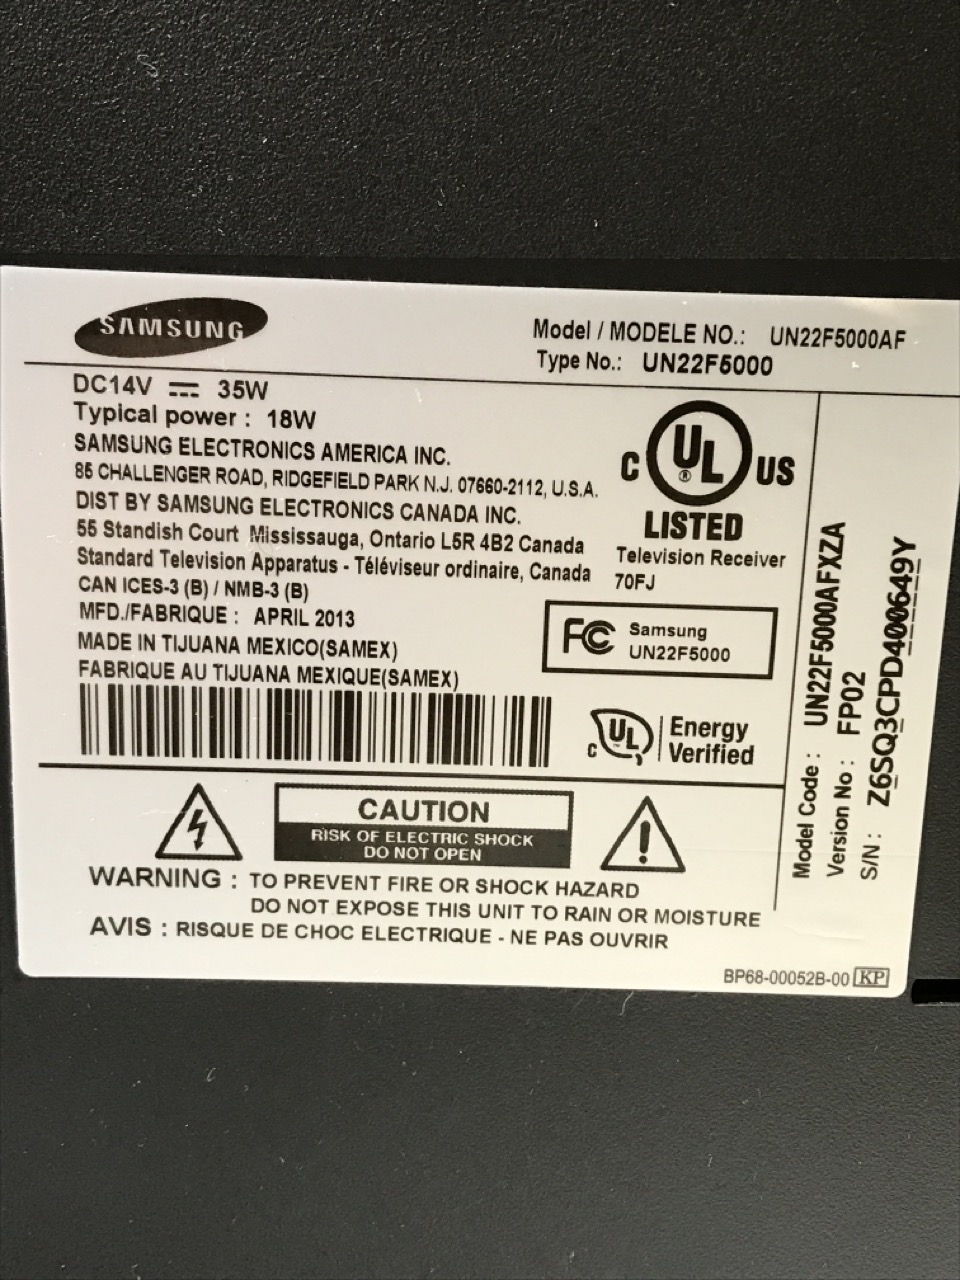 SAMSUNG
Model / MODELE NO.: UN22F5000AF
Type No.: UN22F5000
DC14V ⎓ 35W
Typical power : 18W
SAMSUNG ELECTRONICS AMERICA INC.
85 CHALLENGER ROAD, RIDGEFIELD PARK N.J. 07660-2112, U.S.A.
DIST BY SAMSUNG ELECTRONICS CANADA INC.
55 Standish Court Mississauga, Ontario L5R 4B2 Canada
Standard Television Apparatus - Téléviseur ordinaire, Canada
CAN ICES-3 (B) / NMB-3 (B)
MFD./FABRIQUE : APRIL 2013
MADE IN TIJUANA MEXICO(SAMEX)
FABRIQUE AU TIJUANA MEXIQUE(SAMEX)
C UL ® US
LISTED
Television Receiver
70FJ
FC Samsung
UN22F5000
C UL Energy
Verified
Model Code : UN22F5000AFXZA
Version No : FP02
S/N : Z6SQ3CPD400649Y
CAUTION
RISK OF ELECTRIC SHOCK
DO NOT OPEN
WARNING : TO PREVENT FIRE OR SHOCK HAZARD
DO NOT EXPOSE THIS UNIT TO RAIN OR MOISTURE
AVIS : RISQUE DE CHOC ELECTRIQUE - NE PAS OUVRIR
BP68-00052B-00 KP